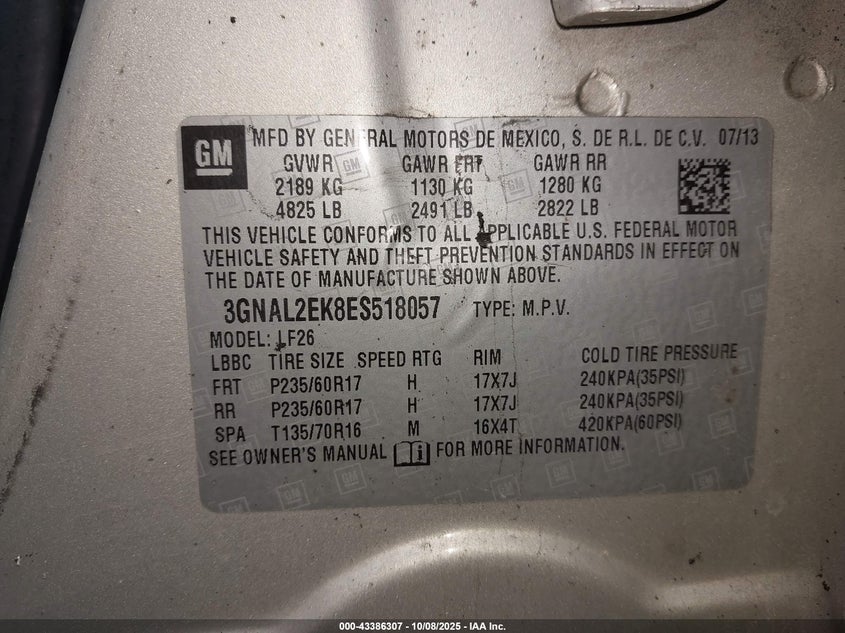 GM MFD BY GENERAL MOTORS DE MEXICO, S. DE R.L. DE C.V. 07/13
GVWR GAWR FRT GAWR RR
2189 KG 1130 KG 1280 KG
4825 LB 2491 LB 2822 LB
THIS VEHICLE CONFORMS TO ALL APPLICABLE U.S. FEDERAL MOTOR
VEHICLE SAFETY AND THEFT PREVENTION STANDARDS IN EFFECT ON
THE DATE OF MANUFACTURE SHOWN ABOVE.
3GNAL2EK8ES518057 TYPE: M.P.V.
MODEL: LF26
LBBC TIRE SIZE SPEED RTG RIM COLD TIRE PRESSURE
FRT P235/60R17 H 17X7J 240KPA(35PSI)
RR P235/60R17 H 17X7J 240KPA(35PSI)
SPA T135/70R16 M 16X4T 420KPA(60PSI)
SEE OWNER'S MANUAL FOR MORE INFORMATION.
000-43386307 - 10/08/2025 - IAA Inc.